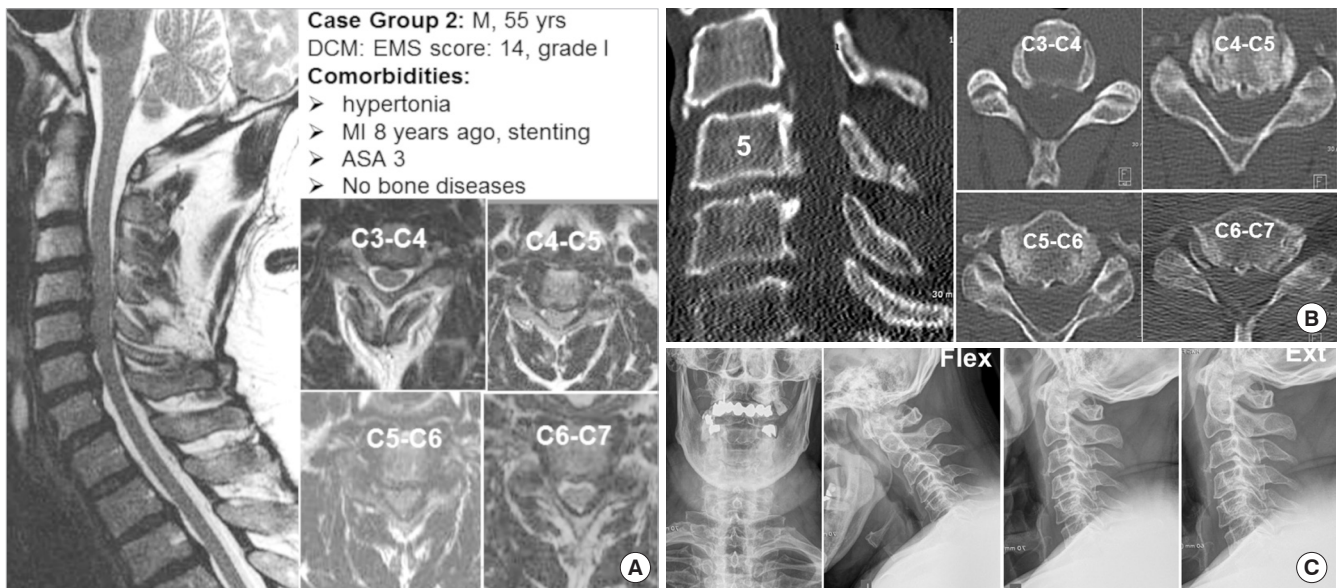 Case Group 2: M, 55 yrs
DCM: EMS score: 14, grade I
Comorbidities:
➢ hypertonia
➢ MI 8 years ago, stenting
➢ ASA 3
➢ No bone diseases
C3-C4
C4-C5
C5-C6
C6-C7
A
5
30 m
C3-C4
C4-C5
C5-C6
C6-C7
F
F
B
Flex
Ext
C